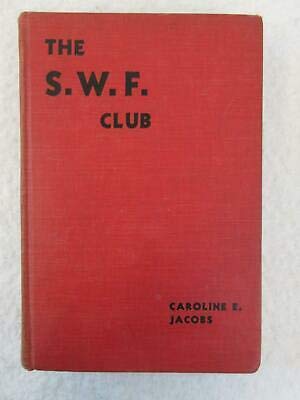 THE
S. W. F.
CLUB
CAROLINE E.
JACOBS